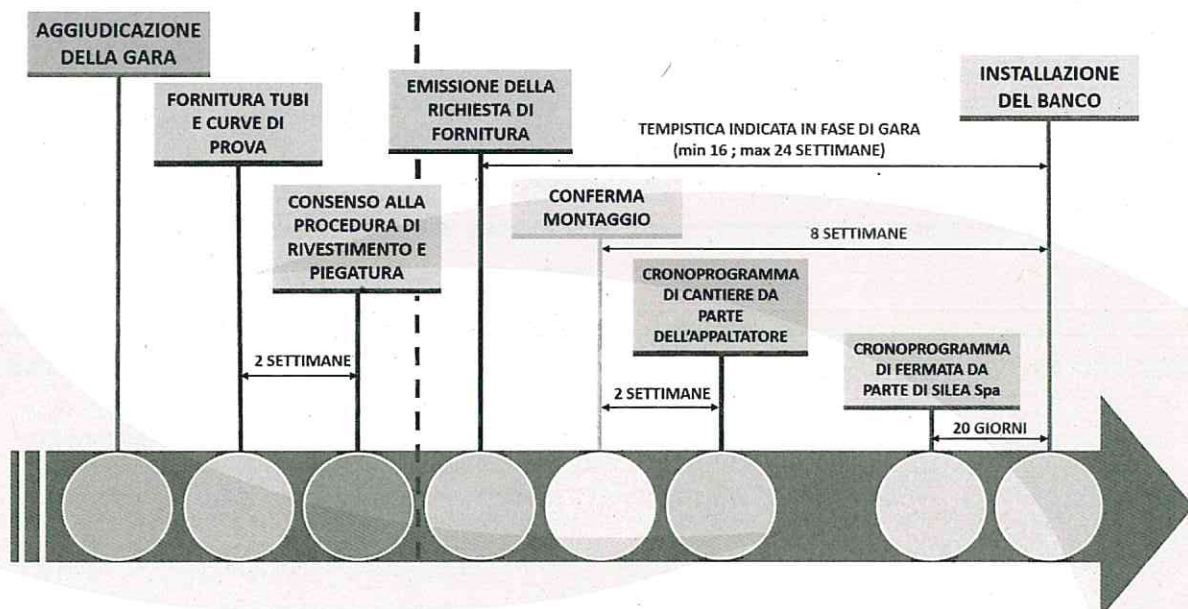 AGGIUDICAZIONE
DELLA GARA
FORNITURA TUBI
E CURVE DI
PROVA
CONSENSO ALLA
PROCEDURA DI
RIVESTIMENTO E
PIEGATURA
2 SETTIMANE
EMISSIONE DELLA
RICHIESTA DI
FORNITURA
TEMPISTICA INDICATA IN FASE DI GARA
(min 16 ; max 24 SETTIMANE)
INSTALLAZIONE
DEL BANCO
CONFERMA
MONTAGGIO
8 SETTIMANE
CRONOPROGRAMMA
DI CANTIERE DA
PARTE
DELL'APPALTATORE
2 SETTIMANE
CRONOPROGRAMMA
DI FERMATA DA
PARTE DI SILEA Spa
20 GIORNI